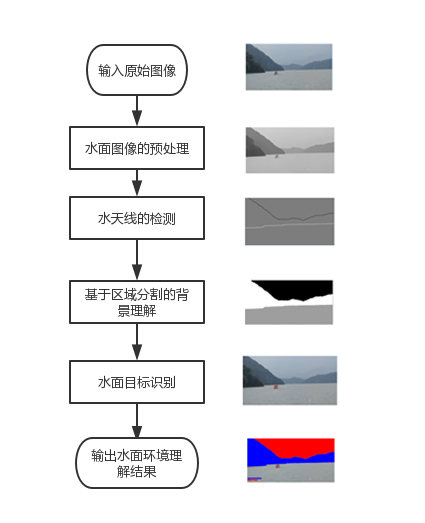 输入原始图像
水面图像的预处理
水天线的检测
基于区域分割的背
景理解
水面目标识别
输出水面环境理
解结果